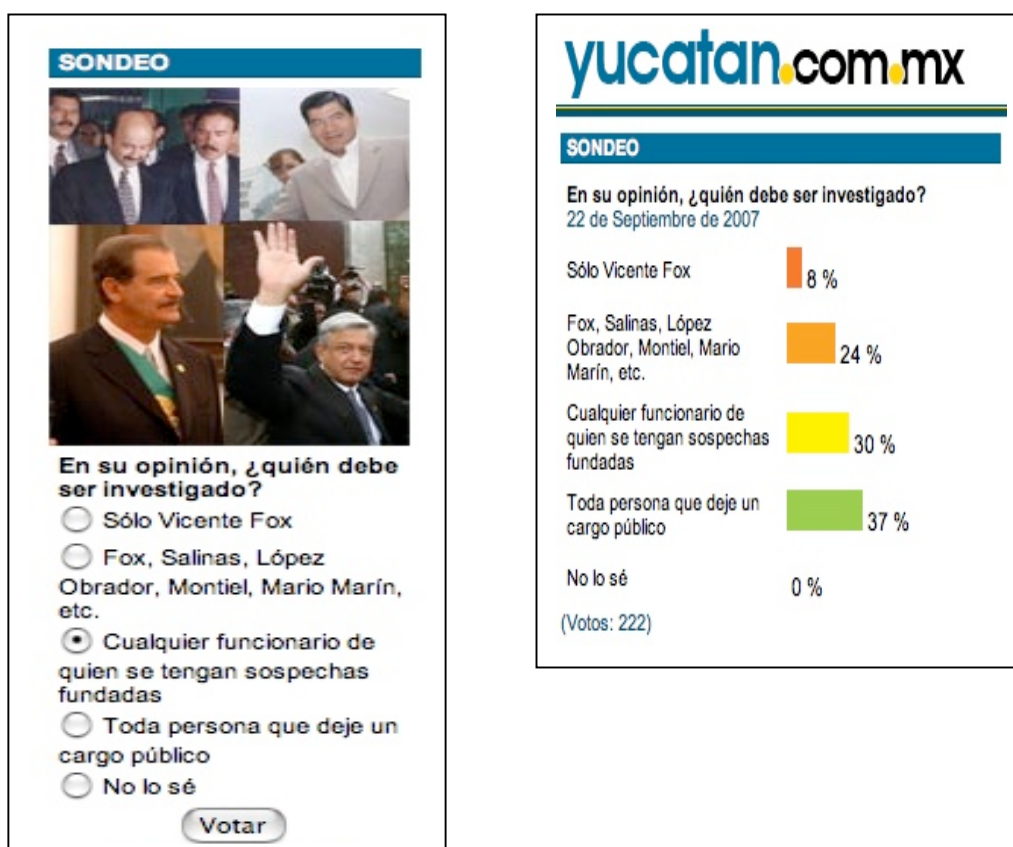 SONDEO
En su opinión, ¿quién debe
ser investigado?
Sólo Vicente Fox
Fox, Salinas, López
Obrador, Montiel, Mario Marín,
etc.
Cualquier funcionario de
quien se tengan sospechas
fundadas
Toda persona que deje un
cargo público
No lo sé
Votar
yucatan.com.mx
SONDEO
En su opinión, ¿quién debe ser investigado?
22 de Septiembre de 2007
Sólo Vicente Fox
8 %
Fox, Salinas, López
Obrador, Montiel, Mario
Marín, etc.
24 %
Cualquier funcionario de
quien se tengan sospechas
fundadas
30 %
Toda persona que deje un
cargo público
37 %
No lo sé
0 %
(Votos: 222)